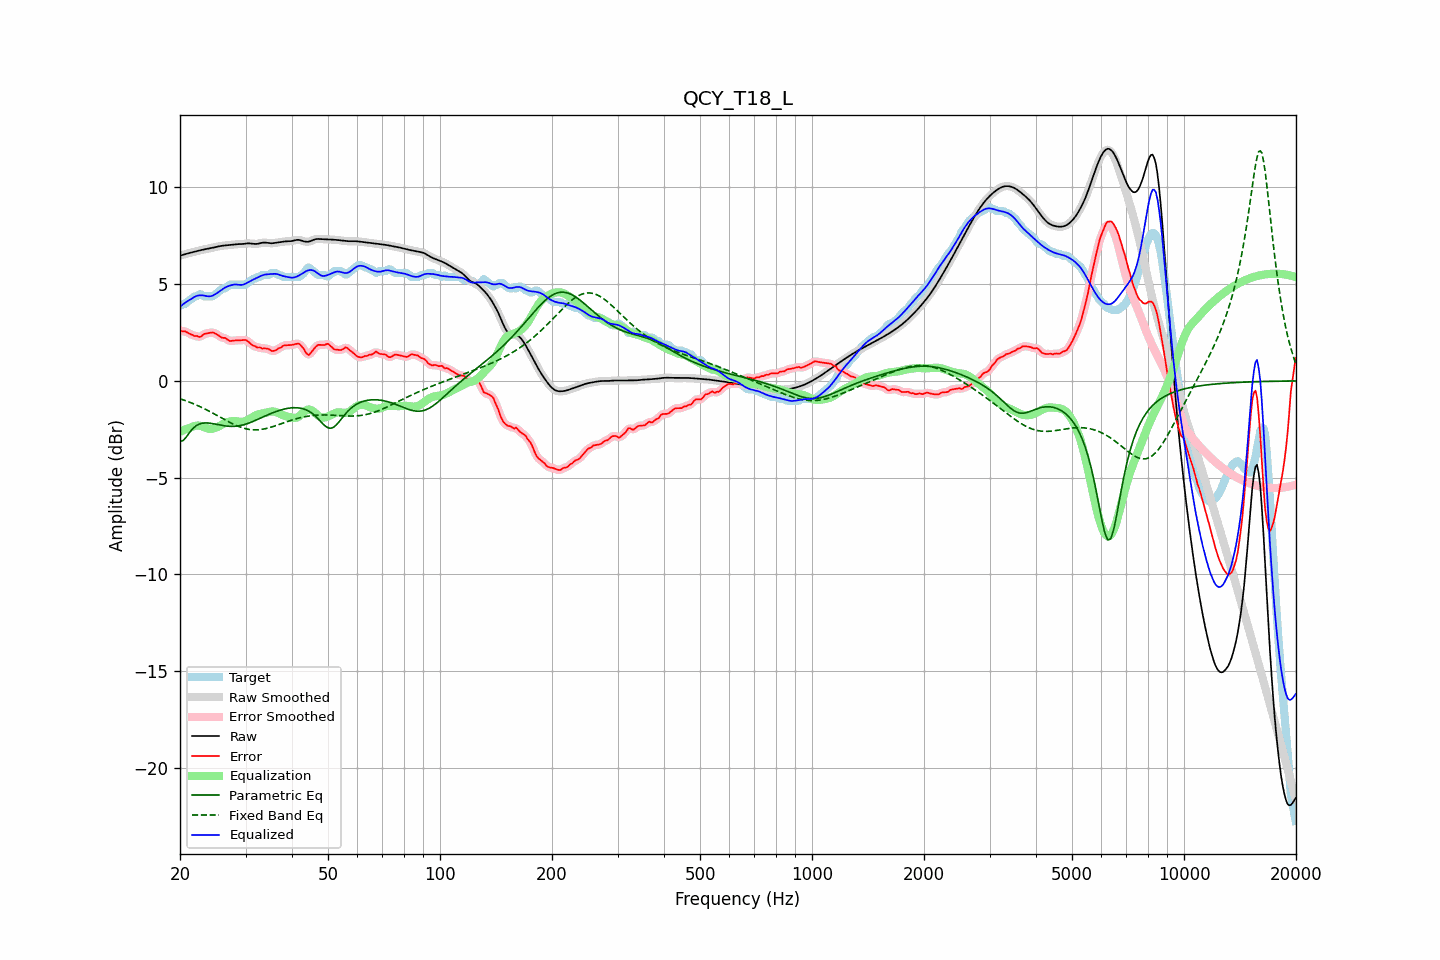 QCY_T18_L
Amplitude (dBr)
10
5
0
−5
−10
−15
−20
Target
Raw Smoothed
Error Smoothed
Raw
Error
Equalization
Parametric Eq
Fixed Band Eq
Equalized
20 50 100 200 500 1000 2000 5000 10000 20000
Frequency (Hz)